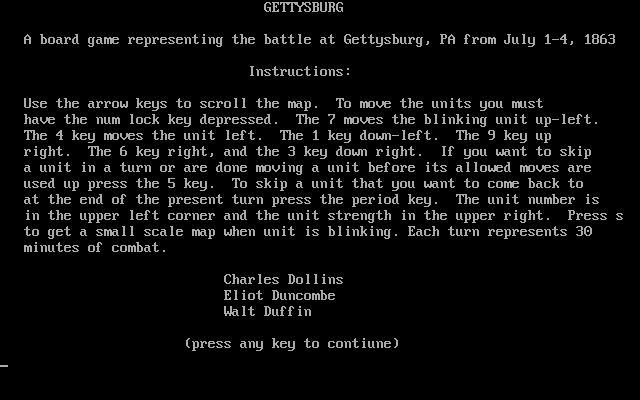 GETTYSBURG
A board game representing the battle at Gettysburg, PA from July 1-4, 1863
Instructions:
Use the arrow keys to scroll the map.  To move the units you must
have the num lock key depressed.  The 7 moves the blinking unit up-left.
The 4 key moves the unit left.  The 1 key down-left.  The 9 key up
right.  The 6 key right, and the 3 key down right.  If you want to skip
a unit in a turn or are done moving a unit before its allowed moves are
used up press the 5 key.  To skip a unit that you want to come back to
at the end of the present turn press the period key.  The unit number is
in the upper left corner and the unit strength in the upper right.  Press s
to get a small scale map when unit is blinking. Each turn represents 30
minutes of combat.
Charles Dollins
Eliot Duncombe
Walt Duffin
(press any key to contiune)